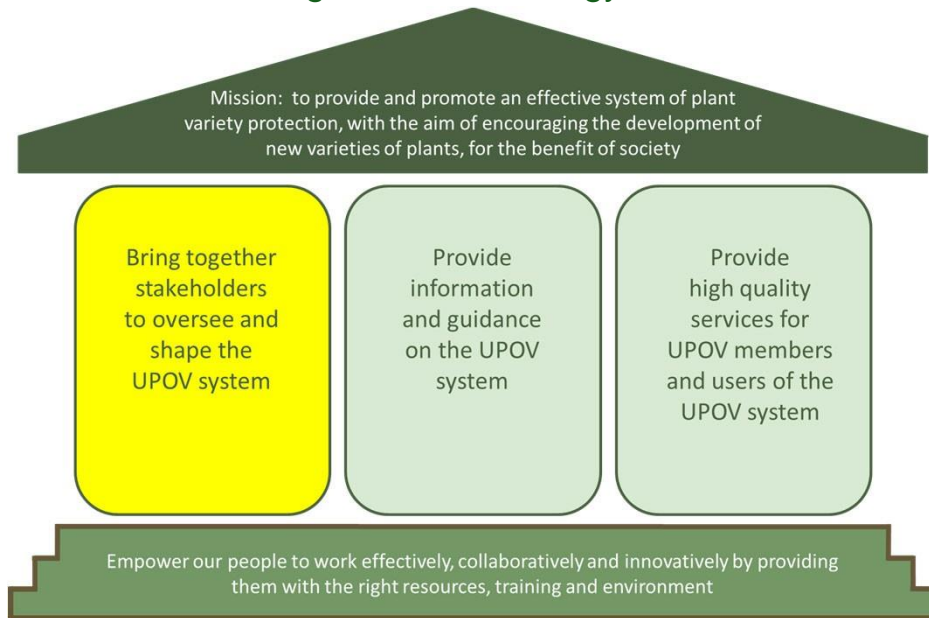 Mission: to provide and promote an effective system of plant
variety protection, with the aim of encouraging the development of
new varieties of plants, for the benefit of society
Bring together
stakeholders
to oversee and
shape the
UPOV system
Provide
information
and guidance
on the UPOV
system
Provide
high quality
services for
UPOV members
and users of the
UPOV system
Empower our people to work effectively, collaboratively and innovatively by providing
them with the right resources, training and environment